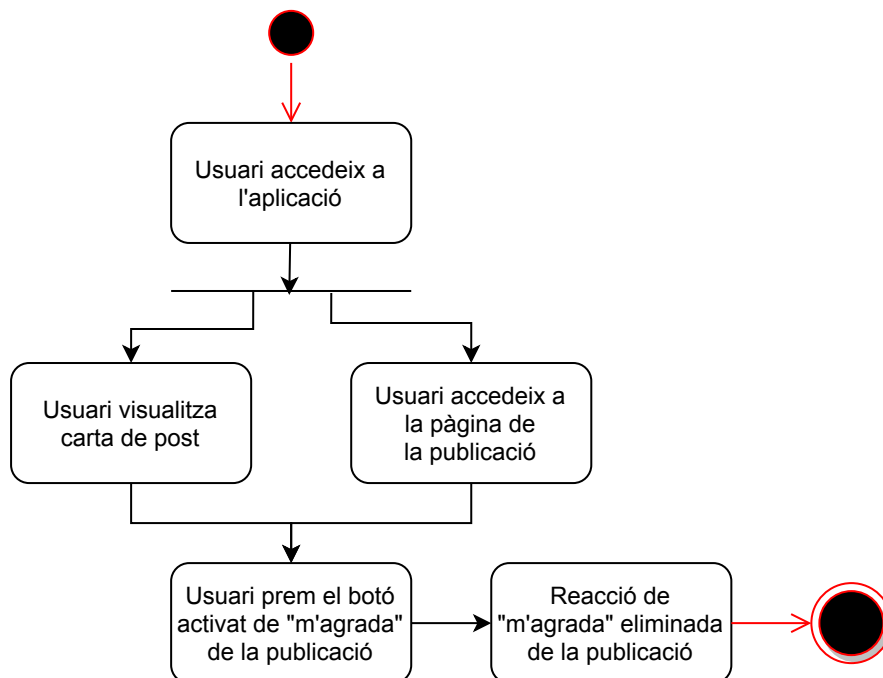 Usuari accedeix a
l'aplicació
Usuari visualitza
carta de post
Usuari accedeix a
la pàgina de
la publicació
Usuari prem el botó
activat de "m'agrada"
de la publicació
Reacció de
"m'agrada" eliminada
de la publicació